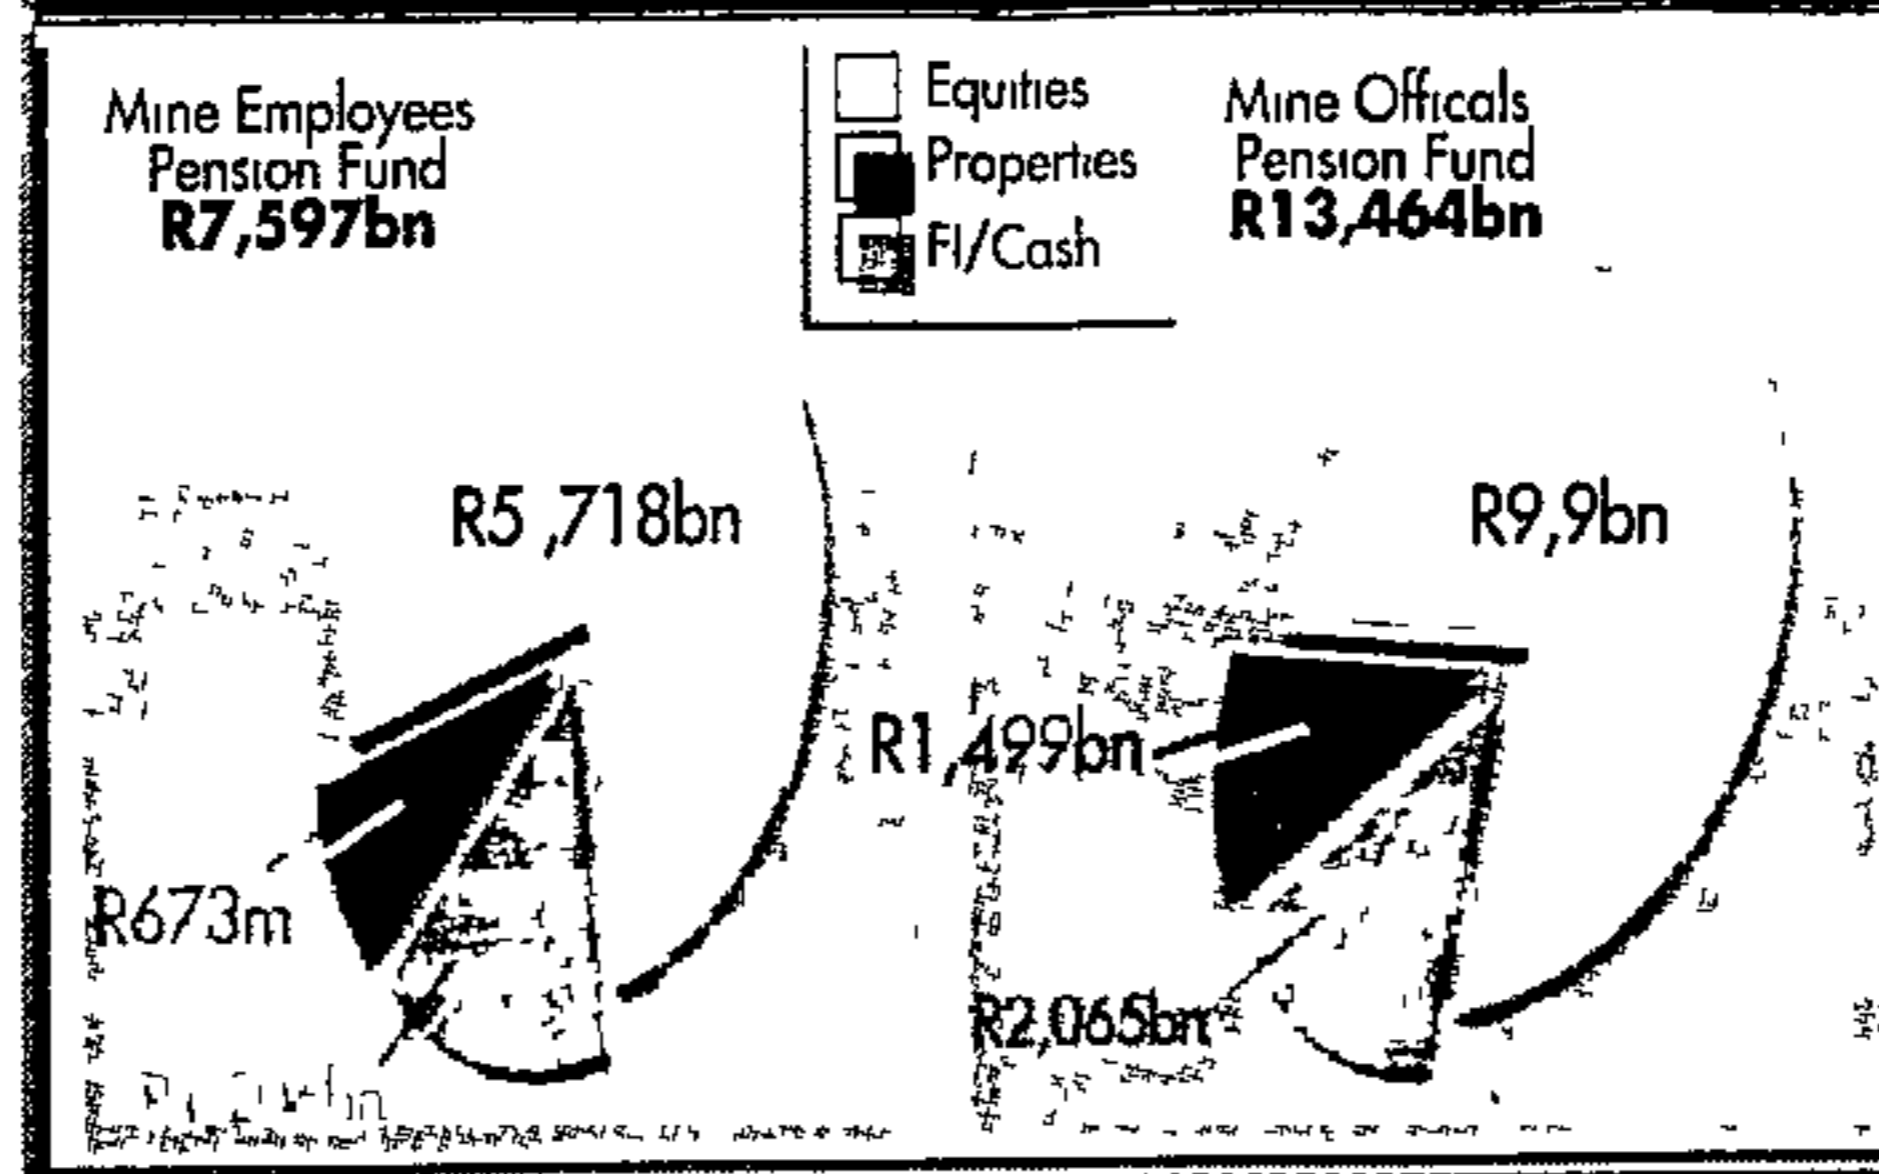 Mine Employees
Pension Fund
R7,597bn
Equities
Properties
FI/Cash
Mine Officals
Pension Fund
R13,464bn
R5 ,718bn
R673m
R9,9bn
R1,499bn
R2,065bn